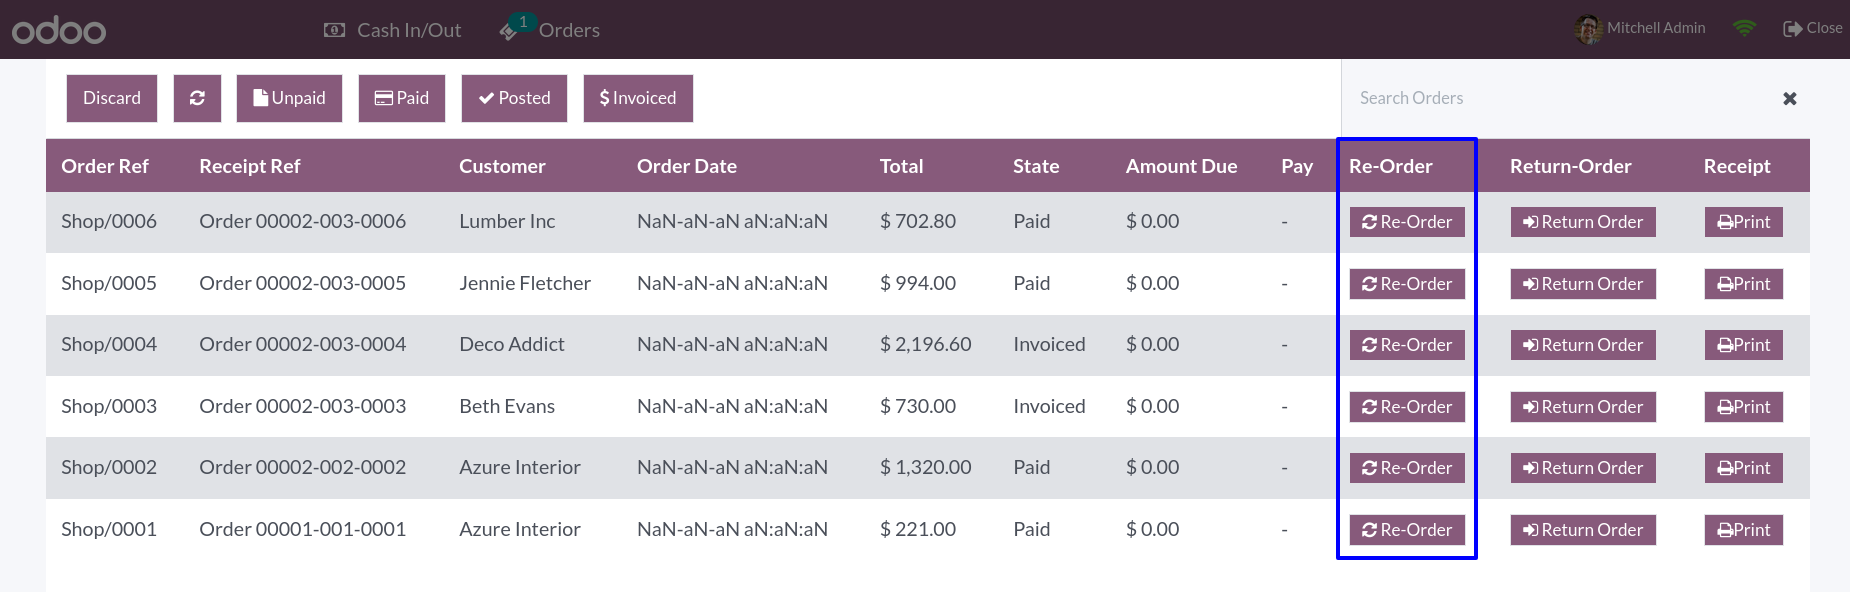 odoo Cash In/Out 1 Orders Mitchell Admin Close
Discard Unpaid Paid Posted $ Invoiced Search Orders
Order Ref Receipt Ref Customer Order Date Total State Amount Due Pay Re-Order Return-Order Receipt
Shop/0006 Order 00002-003-0006 Lumber Inc NaN-aN-aN aN:aN:aN $ 702.80 Paid $ 0.00 - Re-Order Return Order Print
Shop/0005 Order 00002-003-0005 Jennie Fletcher NaN-aN-aN aN:aN:aN $ 994.00 Paid $ 0.00 - Re-Order Return Order Print
Shop/0004 Order 00002-003-0004 Deco Addict NaN-aN-aN aN:aN:aN $ 2,196.60 Invoiced $ 0.00 - Re-Order Return Order Print
Shop/0003 Order 00002-003-0003 Beth Evans NaN-aN-aN aN:aN:aN $ 730.00 Invoiced $ 0.00 - Re-Order Return Order Print
Shop/0002 Order 00002-002-0002 Azure Interior NaN-aN-aN aN:aN:aN $ 1,320.00 Paid $ 0.00 - Re-Order Return Order Print
Shop/0001 Order 00001-001-0001 Azure Interior NaN-aN-aN aN:aN:aN $ 221.00 Paid $ 0.00 - Re-Order Return Order Print